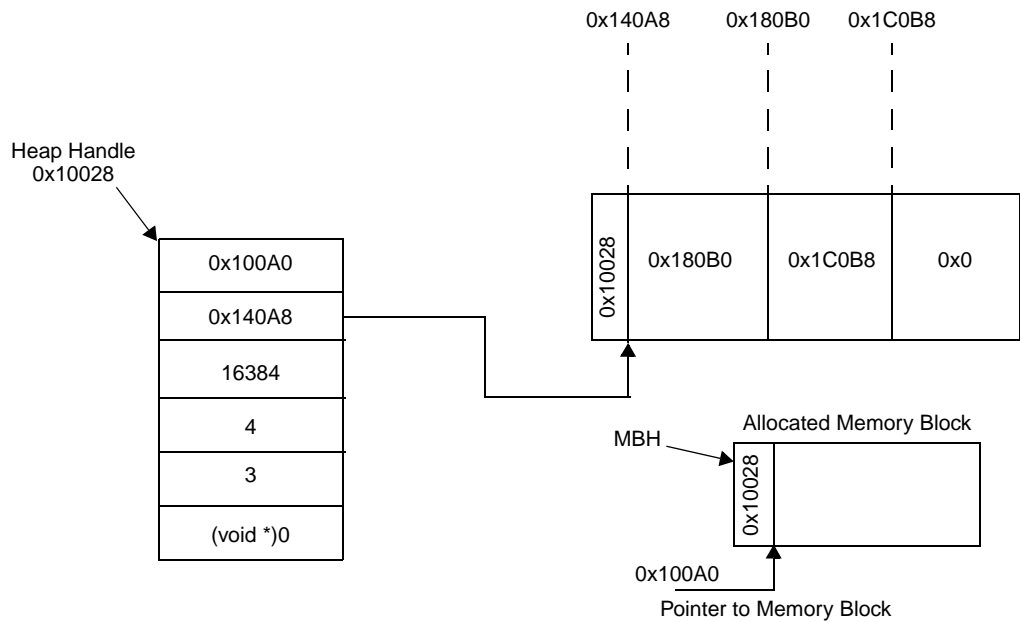 0x140A8 0x180B0 0x1C0B8
Heap Handle
0x10028
0x100A0
0x140A8
16384
4
3
(void *)0
0x10028 0x180B0 0x1C0B8 0x0
Allocated Memory Block
MBH
0x10028
0x100A0
Pointer to Memory Block